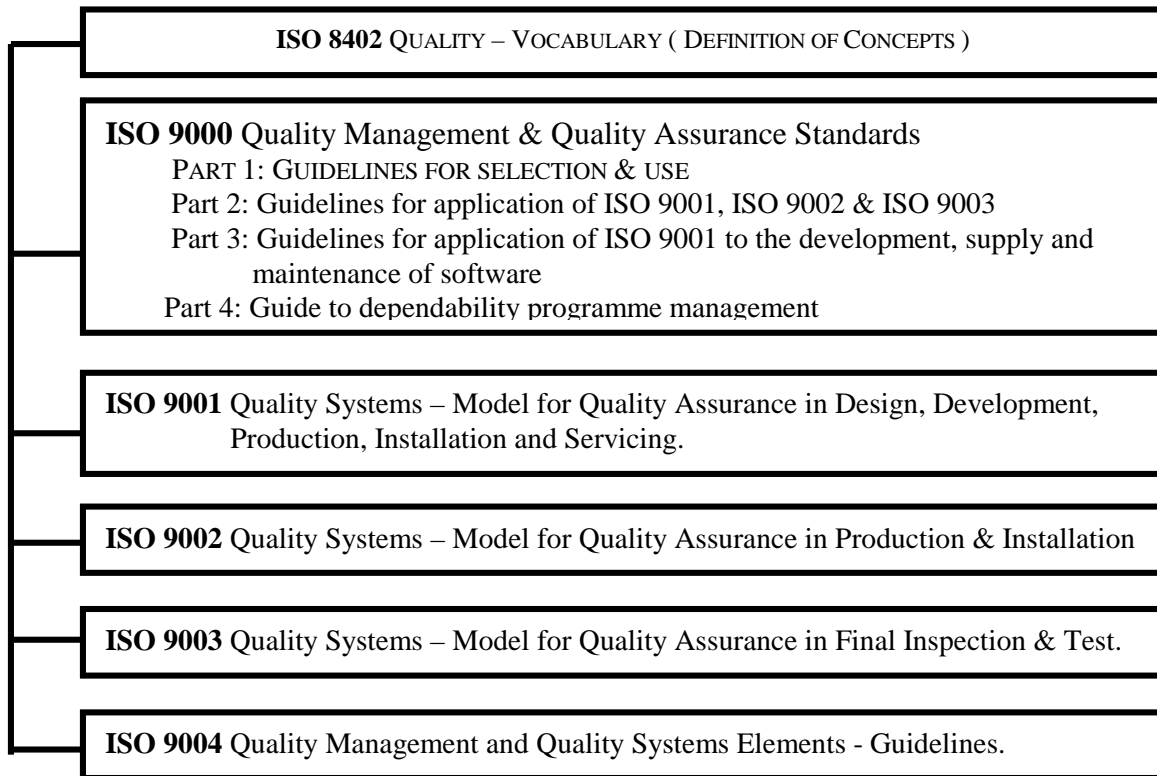 ISO 8402 QUALITY – VOCABULARY ( DEFINITION OF CONCEPTS )
ISO 9000 Quality Management & Quality Assurance Standards
PART 1: GUIDELINES FOR SELECTION & USE
Part 2: Guidelines for application of ISO 9001, ISO 9002 & ISO 9003
Part 3: Guidelines for application of ISO 9001 to the development, supply and
maintenance of software
Part 4: Guide to dependability programme management
ISO 9001 Quality Systems – Model for Quality Assurance in Design, Development,
Production, Installation and Servicing.
ISO 9002 Quality Systems – Model for Quality Assurance in Production & Installation
ISO 9003 Quality Systems – Model for Quality Assurance in Final Inspection & Test.
ISO 9004 Quality Management and Quality Systems Elements - Guidelines.